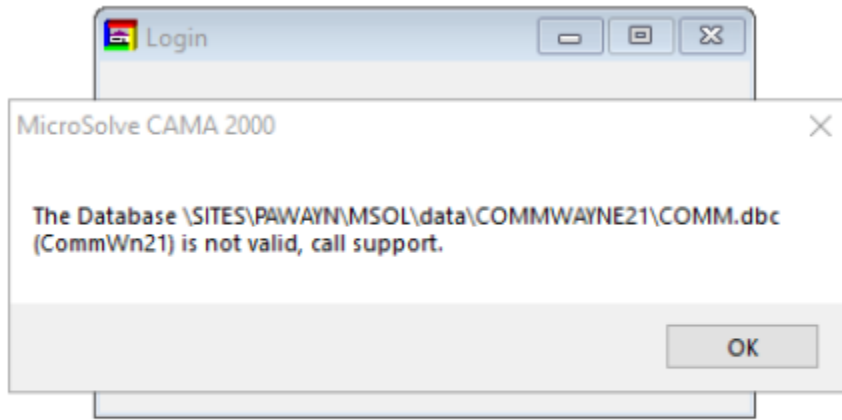 Login
MicroSolve CAMA 2000
The Database \SITES\PAWAYN\MSOL\data\COMMWAYNE21\COMM.dbc
(CommWn21) is not valid, call support.
OK